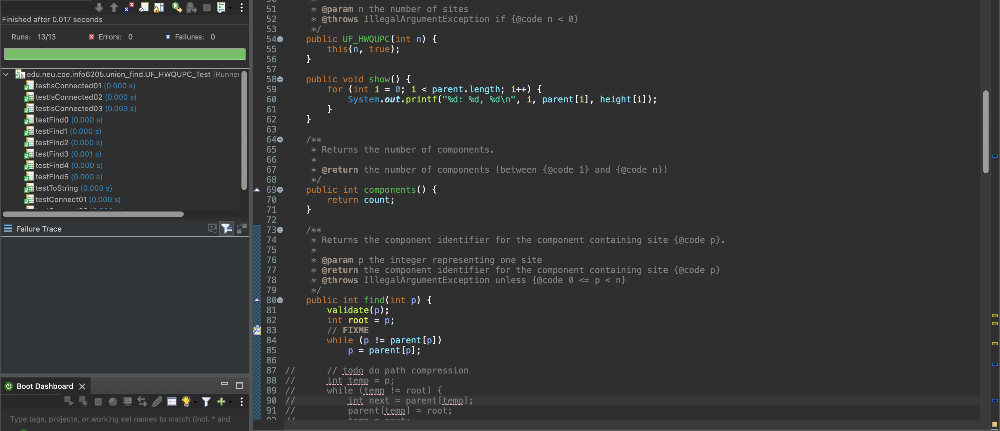 Finished after 0.017 seconds
Runs: 13/13 Errors: 0 Failures: 0
edu.neu.coe.info6205.union_find.UF_HWQUPC_Test [Runner
testIsConnected01 (0.000 s)
testIsConnected02 (0.000 s)
testIsConnected03 (0.003 s)
testFind0 (0.000 s)
testFind1 (0.000 s)
testFind2 (0.000 s)
testFind3 (0.001 s)
testFind4 (0.000 s)
testFind5 (0.000 s)
testToString (0.000 s)
testConnect01 (0.000 s)
Failure Trace
Boot Dashboard
Type tags, projects, or working set names to match (incl. * and
51 * @param n the number of sites
52 * @throws IllegalArgumentException if {@code n < 0}
53 */
54 public UF_HWQUPC(int n) {
55 this(n, true);
56 }
57
58 public void show() {
59 for (int i = 0; i < parent.length; i++) {
60 System.out.printf("%d: %d, %d\n", i, parent[i], height[i]);
61 }
62 }
63
64 /**
65 * Returns the number of components.
66 *
67 * @return the number of components (between {@code 1} and {@code n})
68 */
69 public int components() {
70 return count;
71 }
72
73 /**
74 * Returns the component identifier for the component containing site {@code p}.
75 *
76 * @param p the integer representing one site
77 * @return the component identifier for the component containing site {@code p}
78 * @throws IllegalArgumentException unless {@code 0 <= p < n}
79 */
80 public int find(int p) {
81 validate(p);
82 int root = p;
83 // FIXME
84 while (p != parent[p])
85 p = parent[p];
86
87 // // todo do path compression
88 // int temp = p;
89 // while (temp != root) {
90 // int next = parent[temp];
91 // parent[temp] = root;